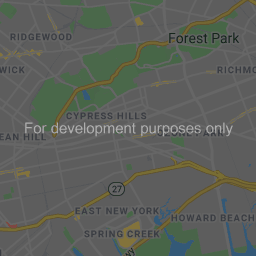 RIDGEWOOD
Forest Park
WICK
RICHMO
CYPRESS HILLS
For development purposes only
EAN HILL
27
EAST NEW YORK
HOWARD BEACH
SPRING CREEK